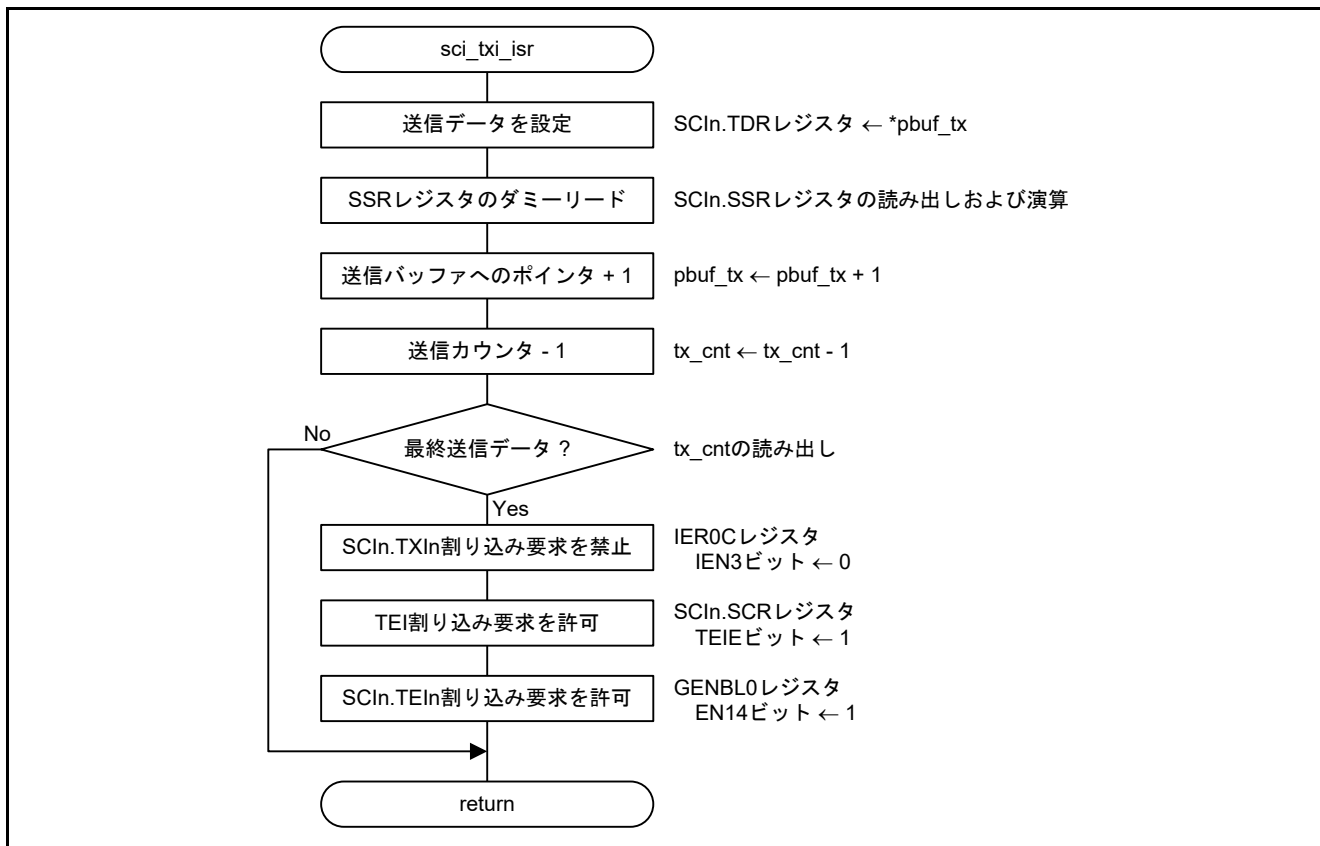 sci_txi_isr
送信データを設定 SCIn.TDRレジスタ ← *pbuf_tx
SSRレジスタのダミーリード SCIn.SSRレジスタの読み出しおよび演算
送信バッファへのポインタ + 1 pbuf_tx ← pbuf_tx + 1
送信カウンタ - 1 tx_cnt ← tx_cnt - 1
No
最終送信データ ? tx_cntの読み出し
Yes
SCIn.TXIn割り込み要求を禁止 IER0Cレジスタ
IEN3ビット ← 0
TEI割り込み要求を許可 SCIn.SCRレジスタ
TEIEビット ← 1
SCIn.TEIn割り込み要求を許可 GENBL0レジスタ
EN14ビット ← 1
return